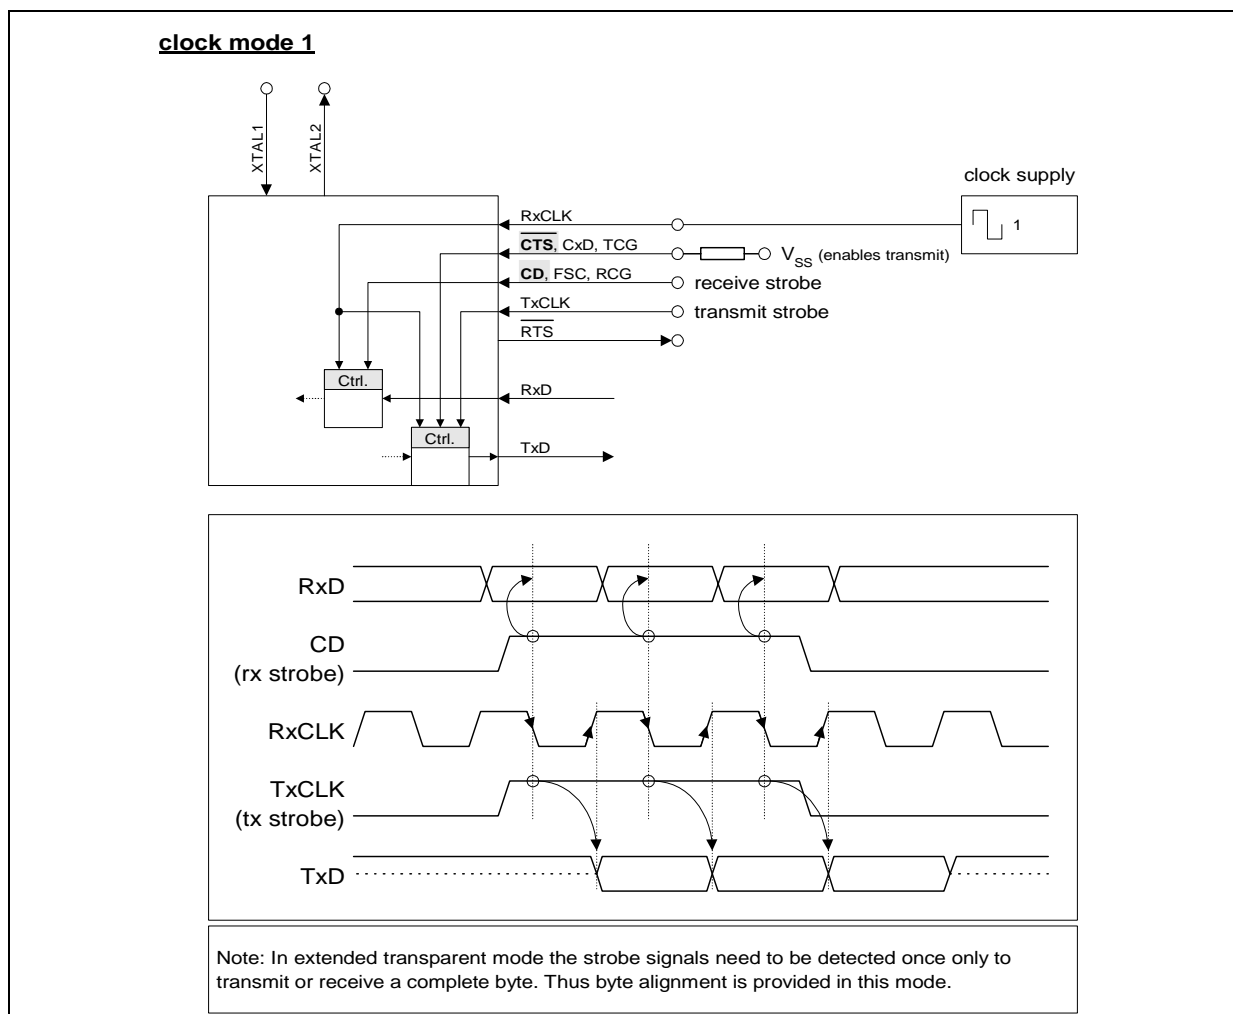 clock mode 1
XTAL1
XTAL2
clock supply
RxCLK
1
CTS, CxD, TCG
VSS (enables transmit)
CD, FSC, RCG
receive strobe
TxCLK
transmit strobe
RTS
Ctrl.
RxD
Ctrl.
TxD
RxD
CD
(rx strobe)
RxCLK
TxCLK
(tx strobe)
TxD
Note: In extended transparent mode the strobe signals need to be detected once only to
transmit or receive a complete byte. Thus byte alignment is provided in this mode.